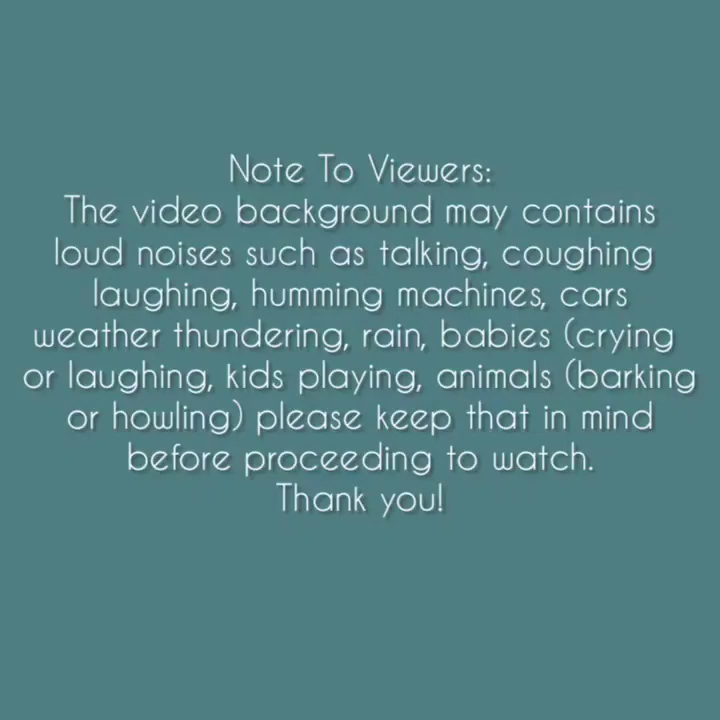 Note To Viewers:
The video background may contains
loud noises such as talking, coughing
laughing, humming machines, cars
weather thundering, rain, babies (crying
or laughing, kids playing, animals (barking
or howling) please keep that in mind
before proceeding to watch.
Thank you!